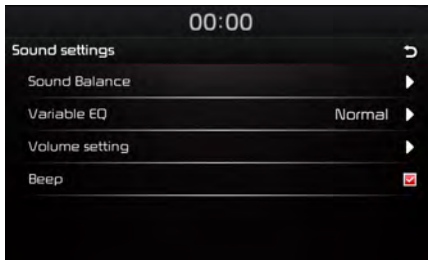 00:00
Sound settings
Sound Balance
Variable EQ Normal
Volume setting
Beep